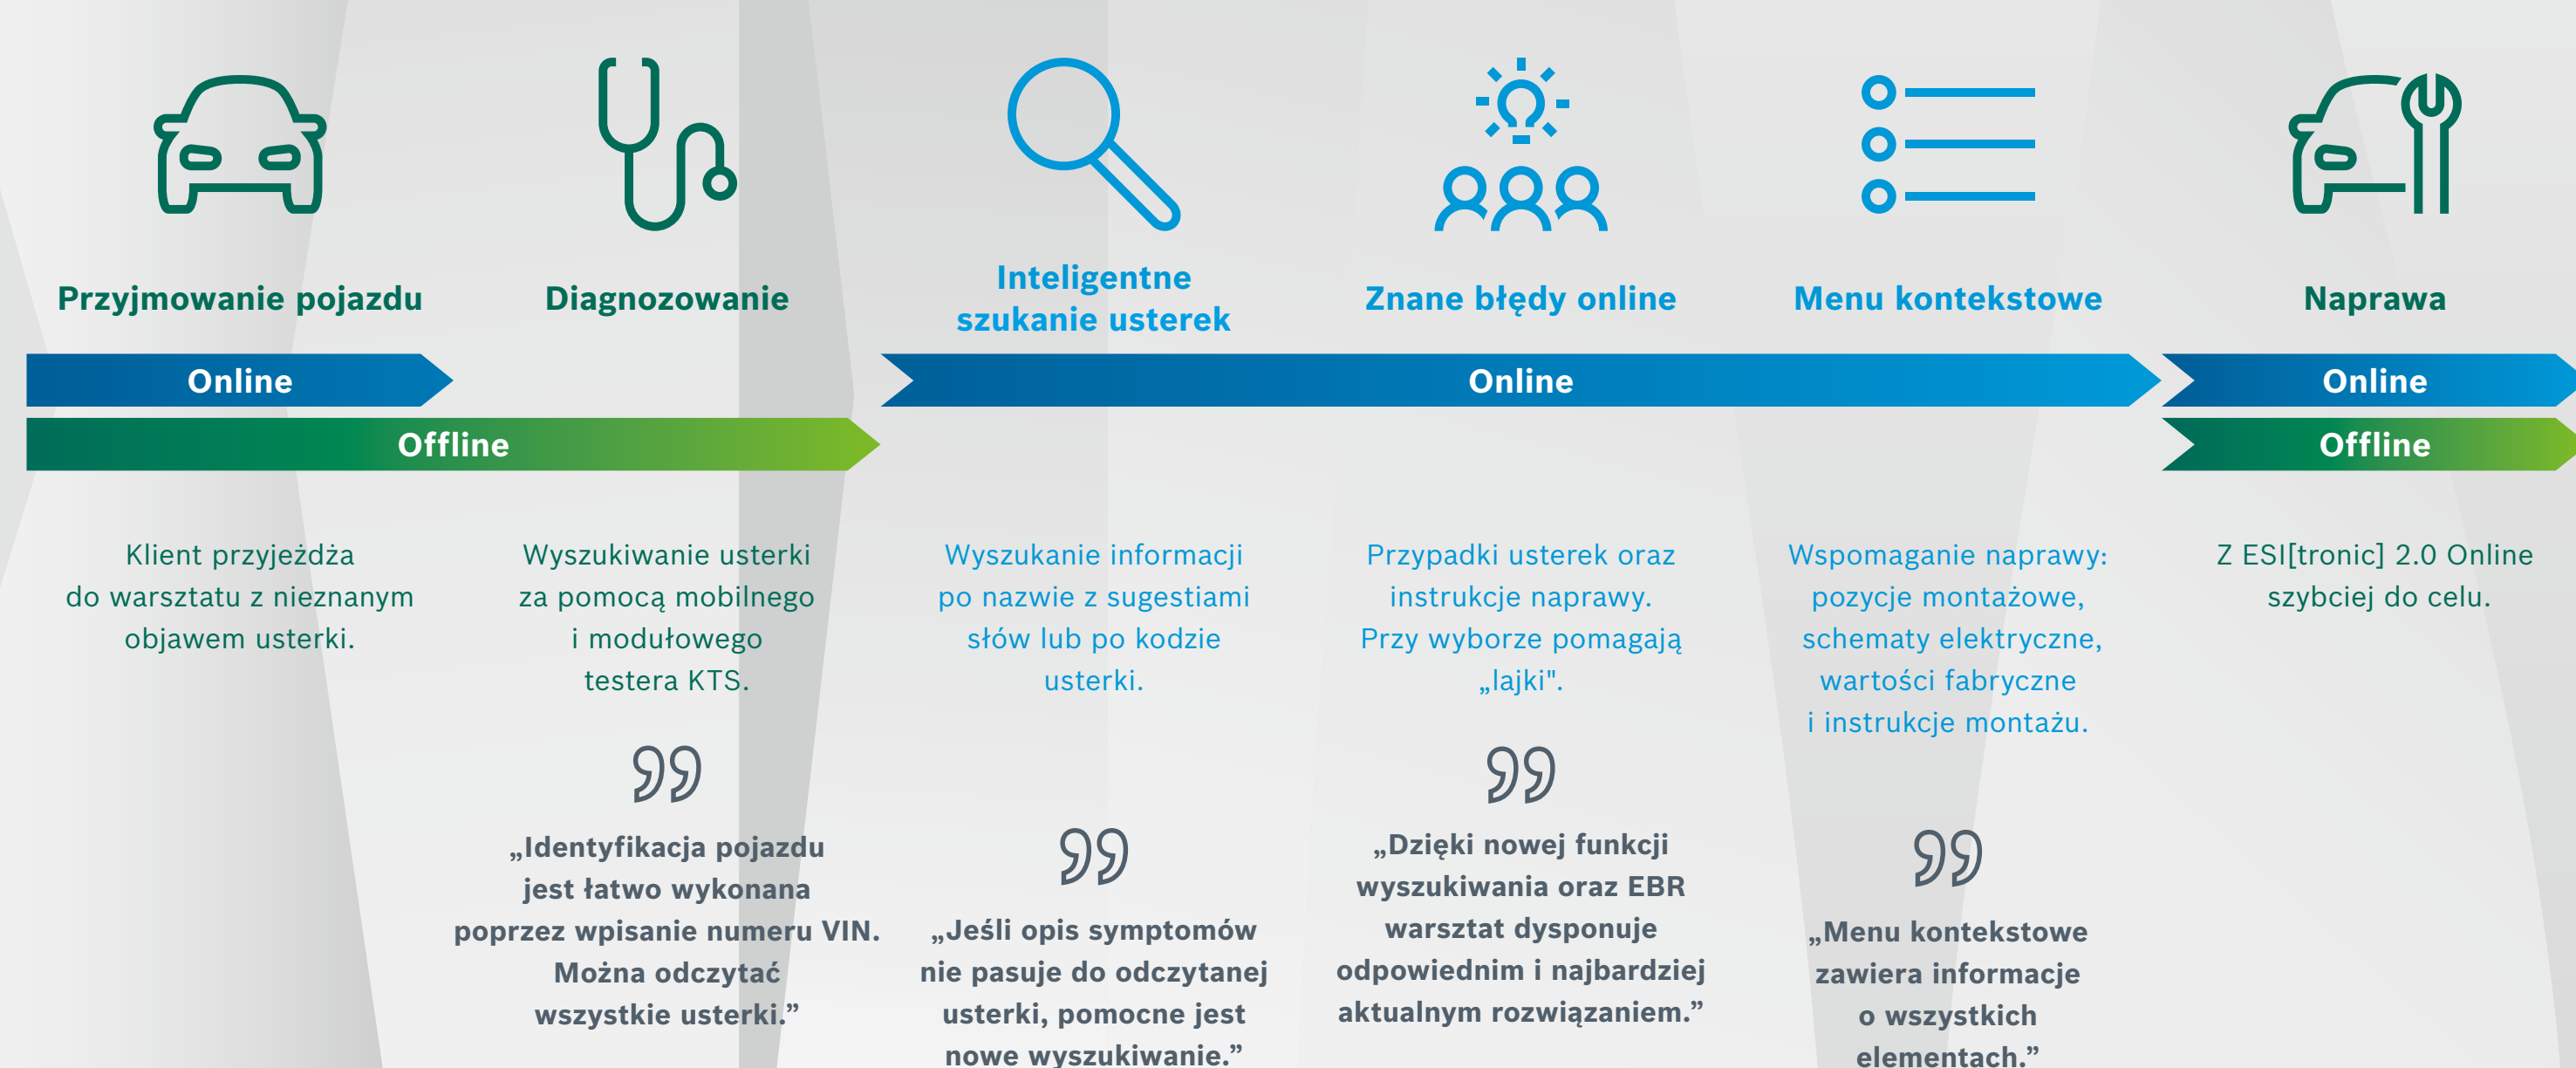 Przyjmowanie pojazdu
Diagnozowanie
Inteligentne
szukanie usterek
Znane błędy online
Menu kontekstowe
Naprawa
Online
Online
Online
Offline
Offline
Klient przyjeżdża
do warsztatu z nieznanym
objawem usterki.
Wyszukiwanie usterki
za pomocą mobilnego
i modułowego
testera KTS.
Wyszukanie informacji
po nazwie z sugestiami
słów lub po kodzie
usterki.
Przypadki usterek oraz
instrukcje naprawy.
Przy wyborze pomagają
„lajki".
Wspomaganie naprawy:
pozycje montażowe,
schematy elektryczne,
wartości fabryczne
i instrukcje montażu.
Z ESI[tronic] 2.0 Online
szybciej do celu.
„Identyfikacja pojazdu
jest łatwo wykonana
poprzez wpisanie numeru VIN.
Można odczytać
wszystkie usterki.”
„Jeśli opis symptomów
nie pasuje do odczytanej
usterki, pomocne jest
nowe wyszukiwanie.”
„Dzięki nowej funkcji
wyszukiwania oraz EBR
warsztat dysponuje
odpowiednim i najbardziej
aktualnym rozwiązaniem.”
„Menu kontekstowe
zawiera informacje
o wszystkich
elementach.”